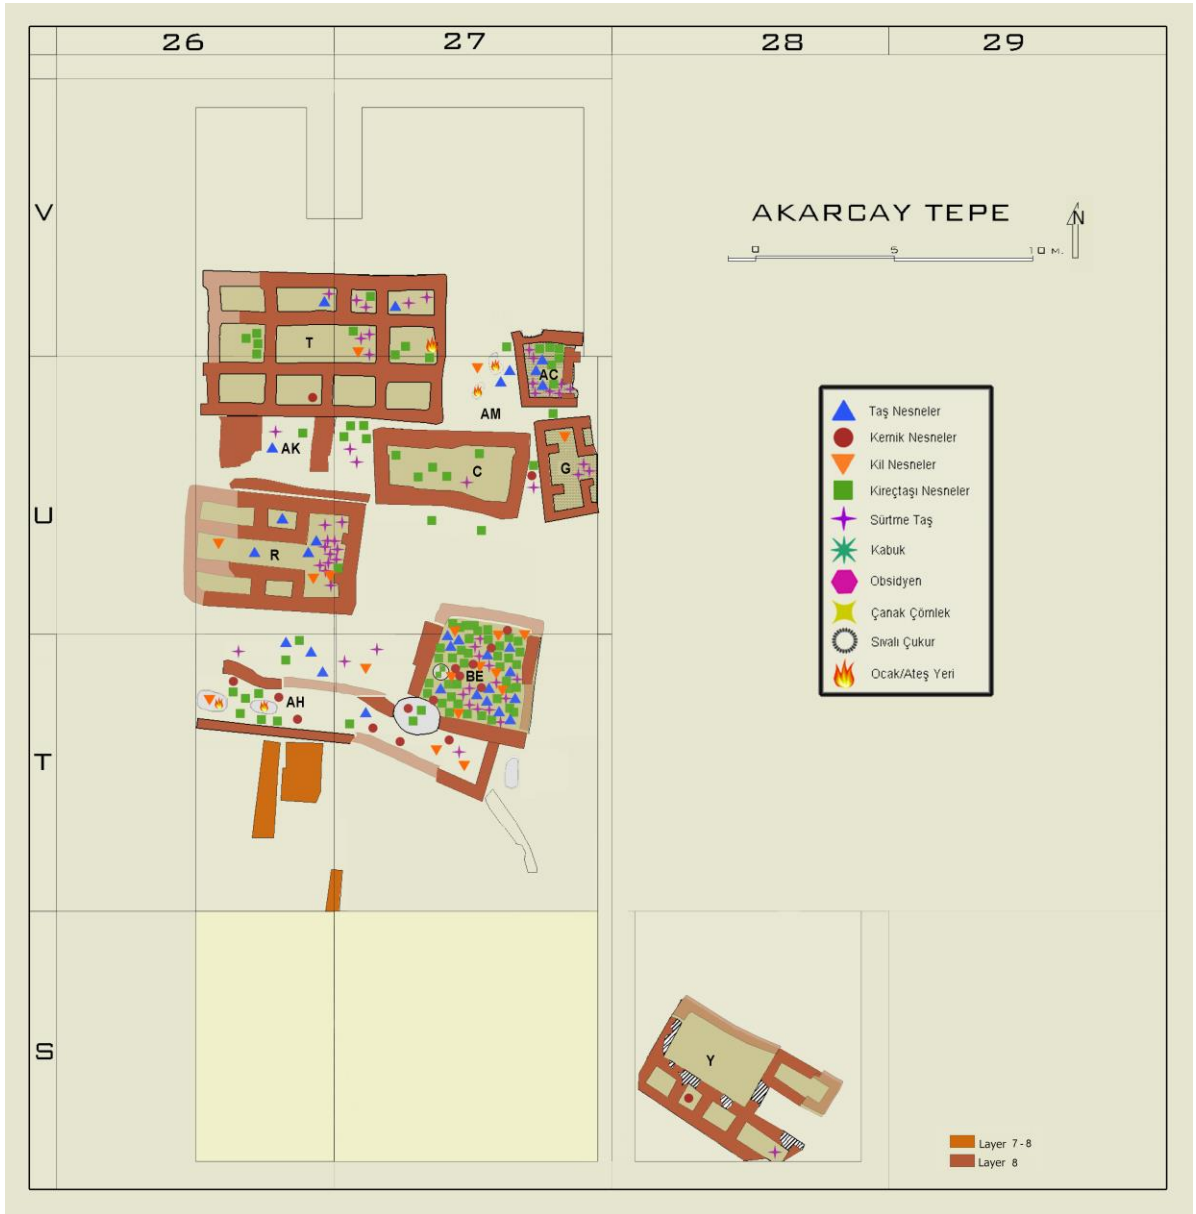 26 27 28 29
V
AKARCAY TEPE
N
0 5 10 M.
T
AC
AM
AK
C
G
U
R
BE
AH
T
S
Y
Taş Nesneler
Kemik Nesneler
Kil Nesneler
Kireçtaşı Nesneler
Sürtme Taş
Kabuk
Obsidyen
Çanak Çömlek
Sıvalı Çukur
Ocak/Ateş Yeri
Layer 7-8
Layer 8